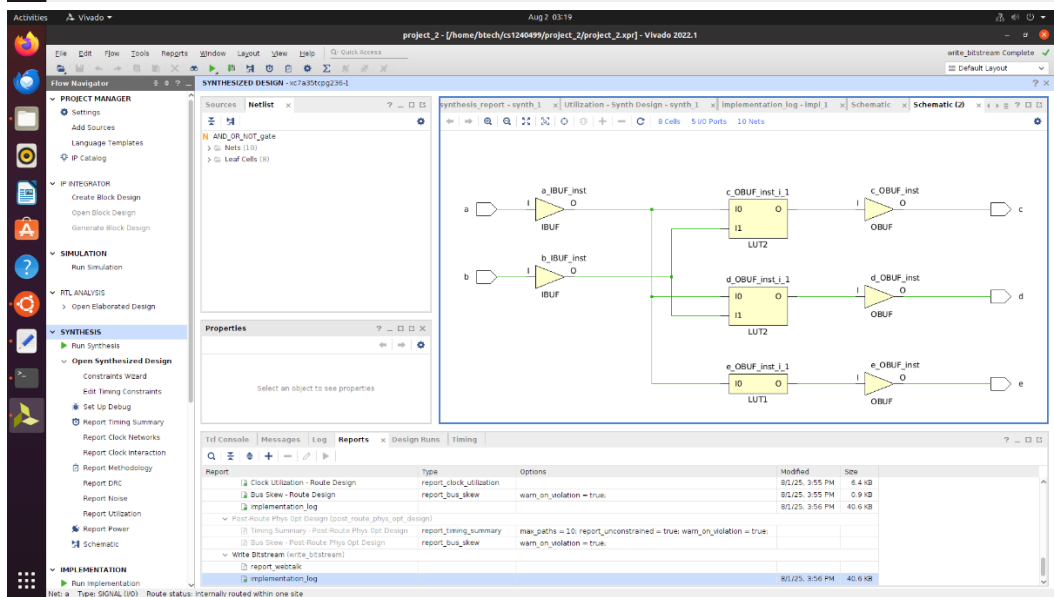 Activities
Vivado
Aug 2 03:19
project_2 - [/home/btech/cs1240499/project_2/project_2.xpr] - Vivado 2022.1
File Edit Flow Tools Reports Window Layout View Help Quick Access
write_bitstream Complete
Default Layout
Flow Navigator
SYNTHESIZED DESIGN - xc7a35tcpg236-1
PROJECT MANAGER
Settings
Add Sources
Language Templates
IP Catalog
IP INTEGRATOR
Create Block Design
Open Block Design
Generate Block Design
SIMULATION
Run Simulation
RTL ANALYSIS
Open Elaborated Design
SYNTHESIS
Run Synthesis
Open Synthesized Design
Constraints Wizard
Edit Timing Constraints
Set Up Debug
Report Timing Summary
Report Clock Networks
Report Clock Interaction
Report Methodology
Report DRC
Report Noise
Report Utilization
Report Power
Schematic
IMPLEMENTATION
Run Implementation
Sources Netlist
N AND_OR_NOT_gate
Nets (10)
Leaf Cells (8)
Properties
Select an object to see properties
synthesis_report - synth_1 Utilization - Synth Design - synth_1 implementation_log - impl_1 Schematic Schematic (2)
8 Cells 5 I/O Ports 10 Nets
a_IBUF_inst c_OBUF_inst_i_1 c_OBUF_inst
a I O I0 O I O c
IBUF I1 OBUF
LUT2
b_IBUF_inst
b I O
IBUF
d_OBUF_inst_i_1 d_OBUF_inst
I0 O I O d
I1 OBUF
LUT2
e_OBUF_inst_i_1 e_OBUF_inst
I0 O I O e
LUT1 OBUF
Tcl Console Messages Log Reports Design Runs Timing
Report Type Options Modified Size
Clock Utilization - Route Design report_clock_utilization 8/1/25, 3:55 PM 6.4 KB
Bus Skew - Route Design report_bus_skew warn_on_violation = true; 8/1/25, 3:55 PM 0.9 KB
implementation_log 8/1/25, 3:56 PM 40.6 KB
Post-Route Phys Opt Design (post_route_phys_opt_design)
Timing Summary - Post-Route Phys Opt Design report_timing_summary max_paths = 10; report_unconstrained = true; warn_on_violation = true;
Bus Skew - Post-Route Phys Opt Design report_bus_skew warn_on_violation = true;
Write Bitstream (write_bitstream)
report_webtalk
implementation_log 8/1/25, 3:56 PM 40.6 KB
Net: a Type: SIGNAL (I/O) Route status: Internally routed within one site